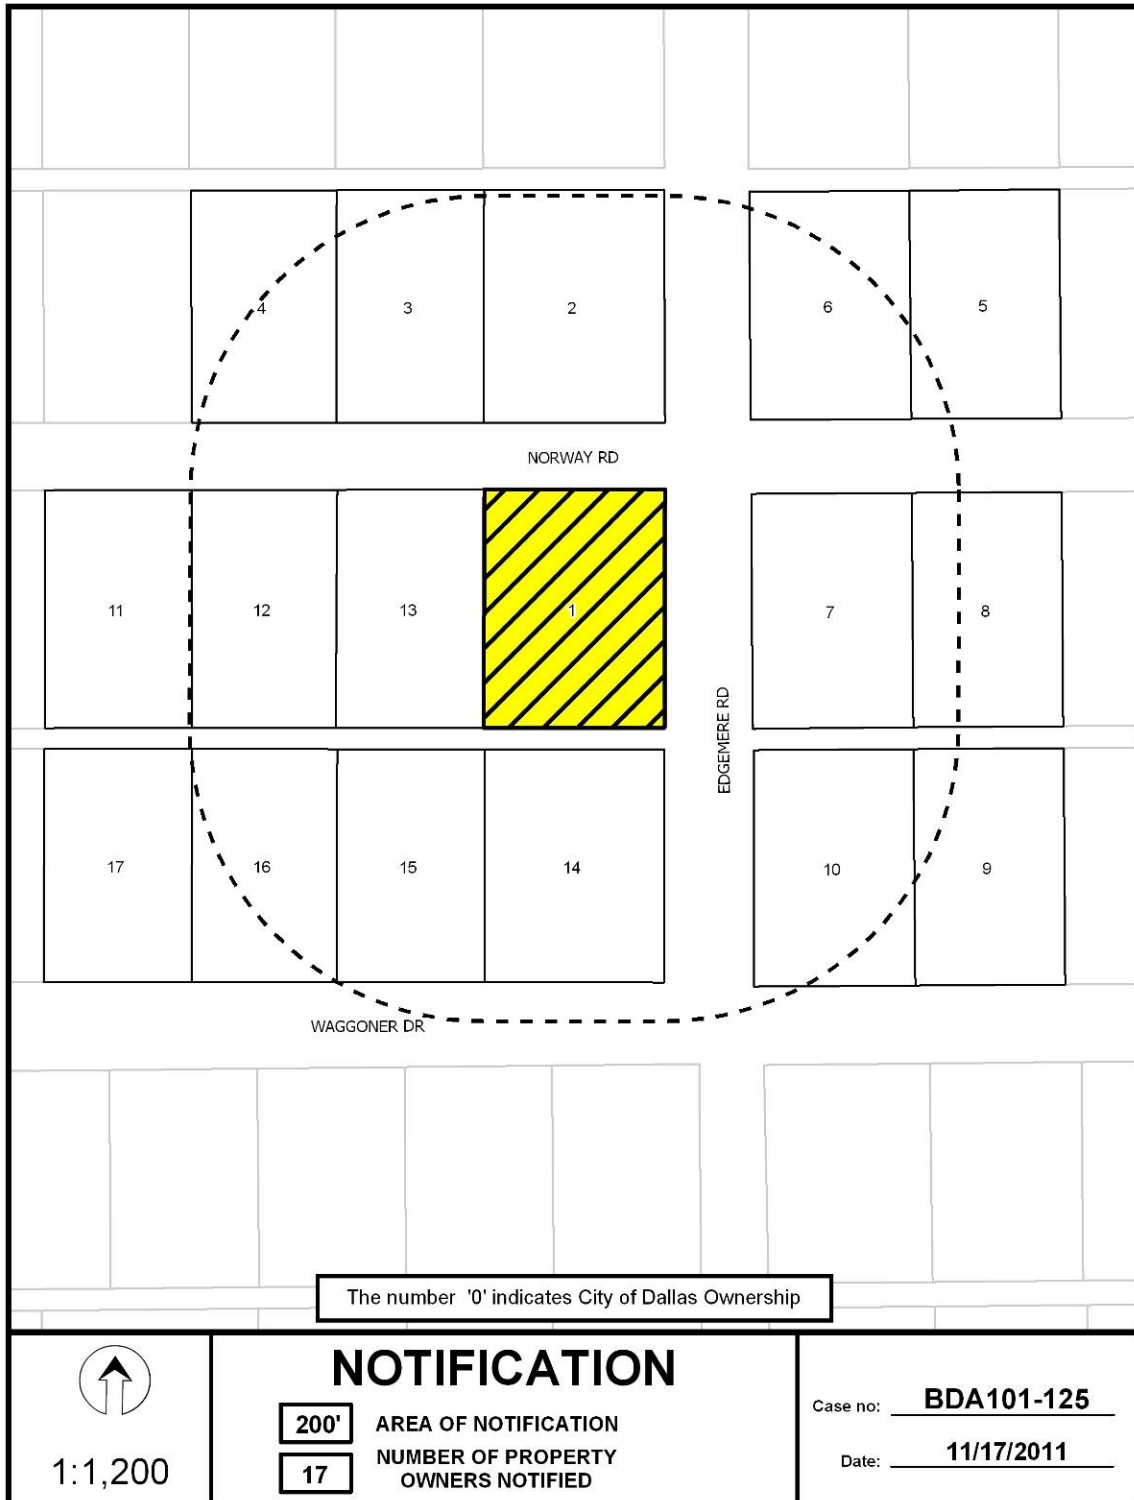 4
3
2
6
5
NORWAY RD
11
12
13
1
7
8
EDGEMERE RD
17
16
15
14
10
9
WAGGONER DR
The number '0' indicates City of Dallas Ownership
1:1,200
NOTIFICATION
200' AREA OF NOTIFICATION
17 NUMBER OF PROPERTY
OWNERS NOTIFIED
Case no: BDA101-125
Date: 11/17/2011